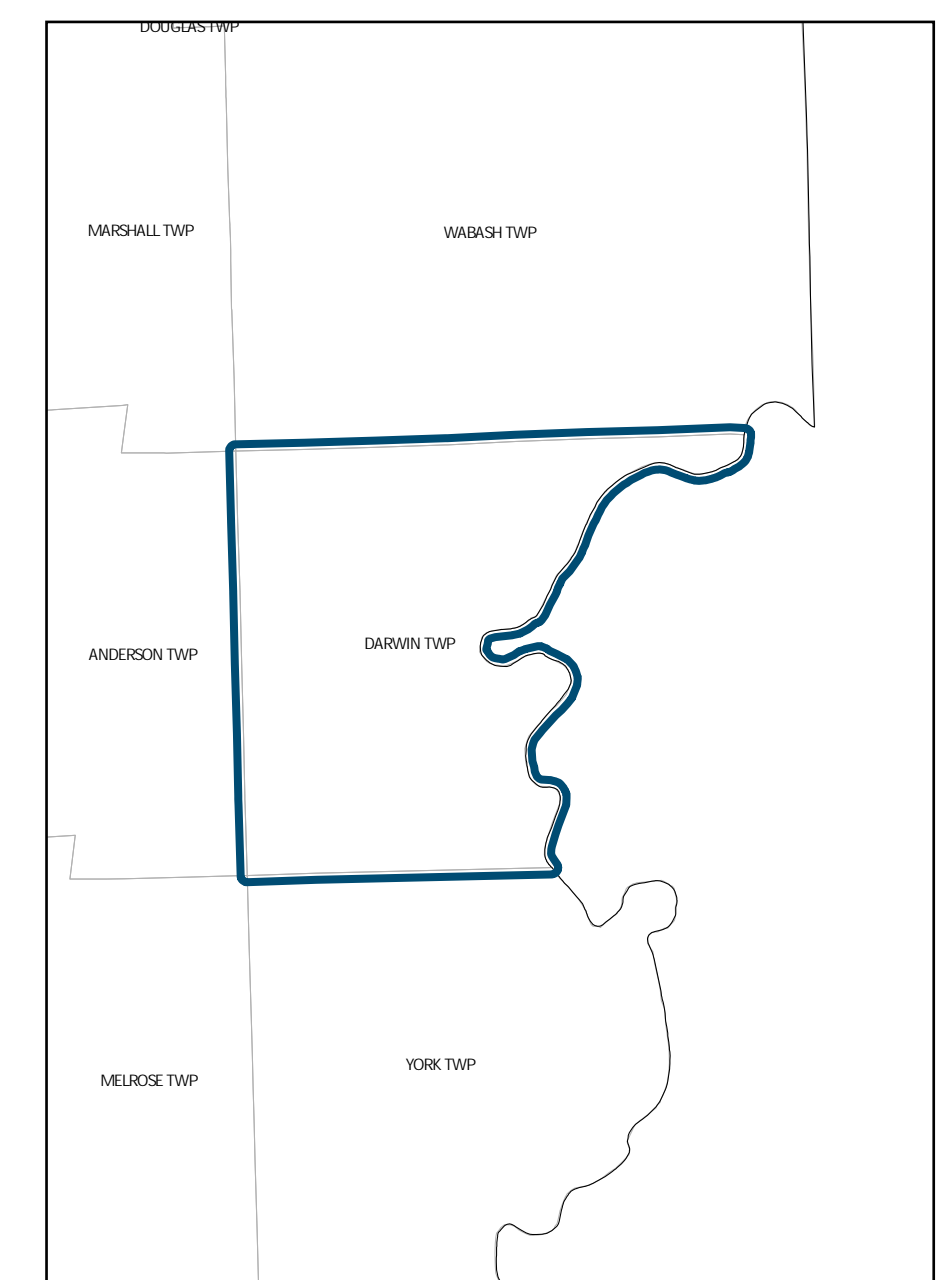 DOUGLAS TWP
MARSHALL TWP
WABASH TWP
DARWIN TWP
ANDERSON TWP
YORK TWP
MELROSE TWP